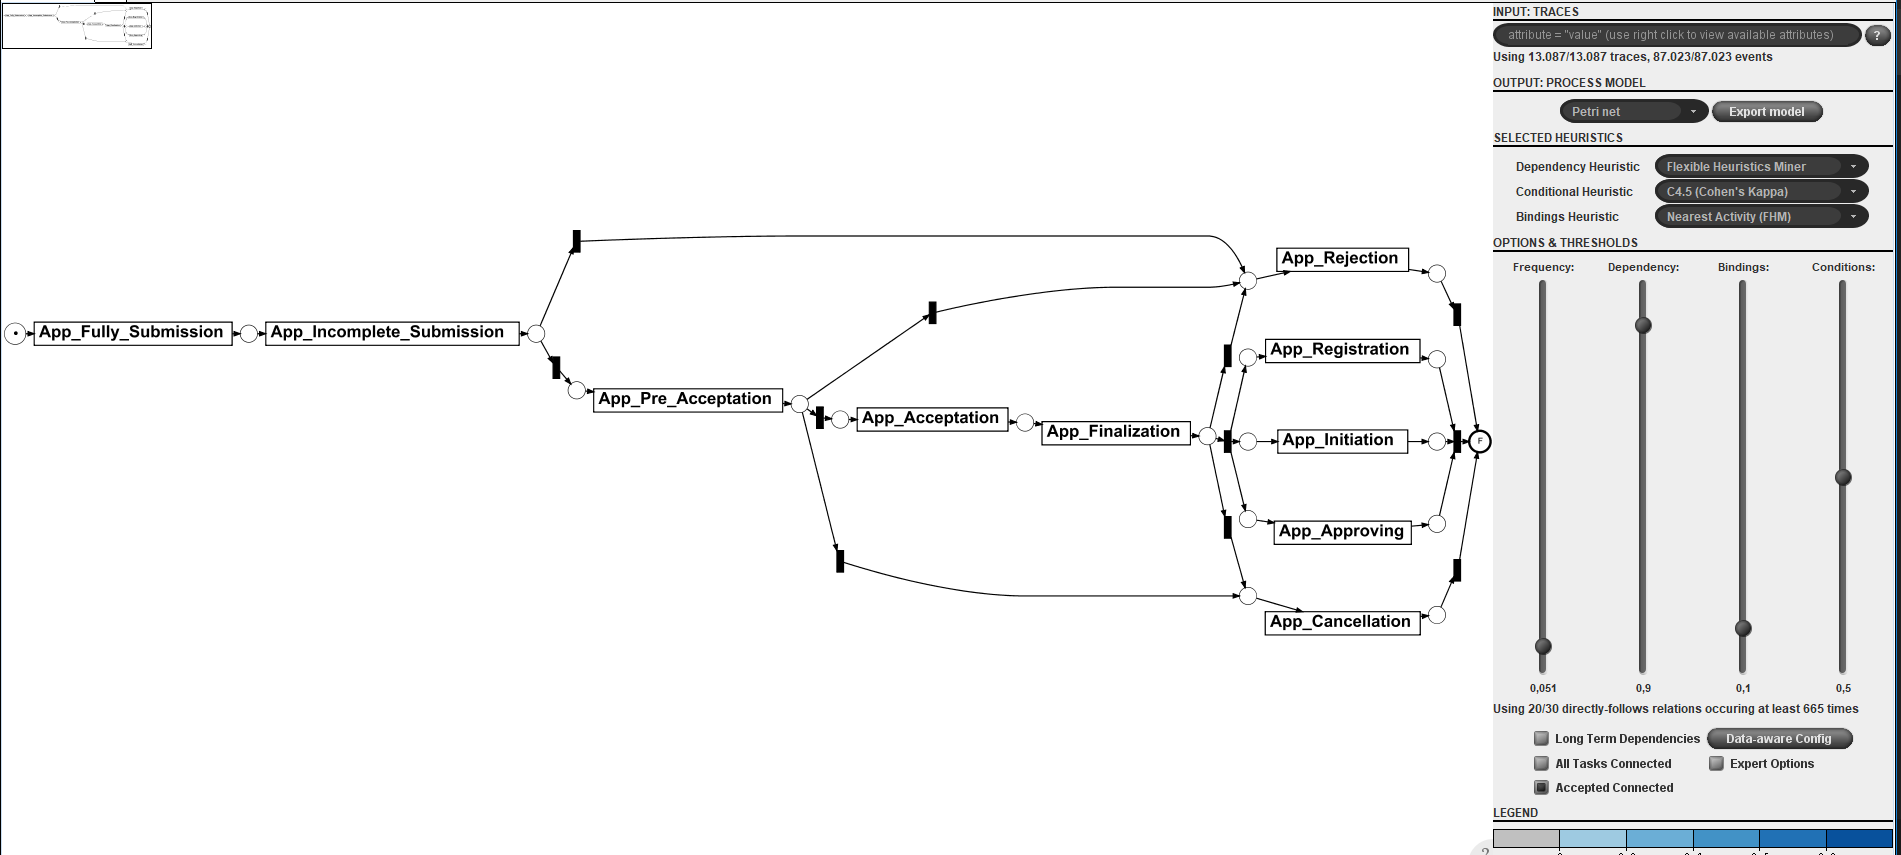 App_Fully_Submission
App_Incomplete_Submission
App_Pre_Acceptation
App_Acceptation
App_Finalization
App_Rejection
App_Registration
App_Initiation
App_Approving
App_Cancellation
F
INPUT: TRACES
attribute = "value" (use right click to view available attributes)
?
Using 13.087/13.087 traces, 87.023/87.023 events
OUTPUT: PROCESS MODEL
Petri net
Export model
SELECTED HEURISTICS
Dependency Heuristic
Flexible Heuristics Miner
Conditional Heuristic
C4.5 (Cohen's Kappa)
Bindings Heuristic
Nearest Activity (FHM)
OPTIONS & THRESHOLDS
Frequency: Dependency: Bindings: Conditions:
0,051 0,9 0,1 0,5
Using 20/30 directly-follows relations occuring at least 665 times
Long Term Dependencies
Data-aware Config
All Tasks Connected
Expert Options
Accepted Connected
LEGEND